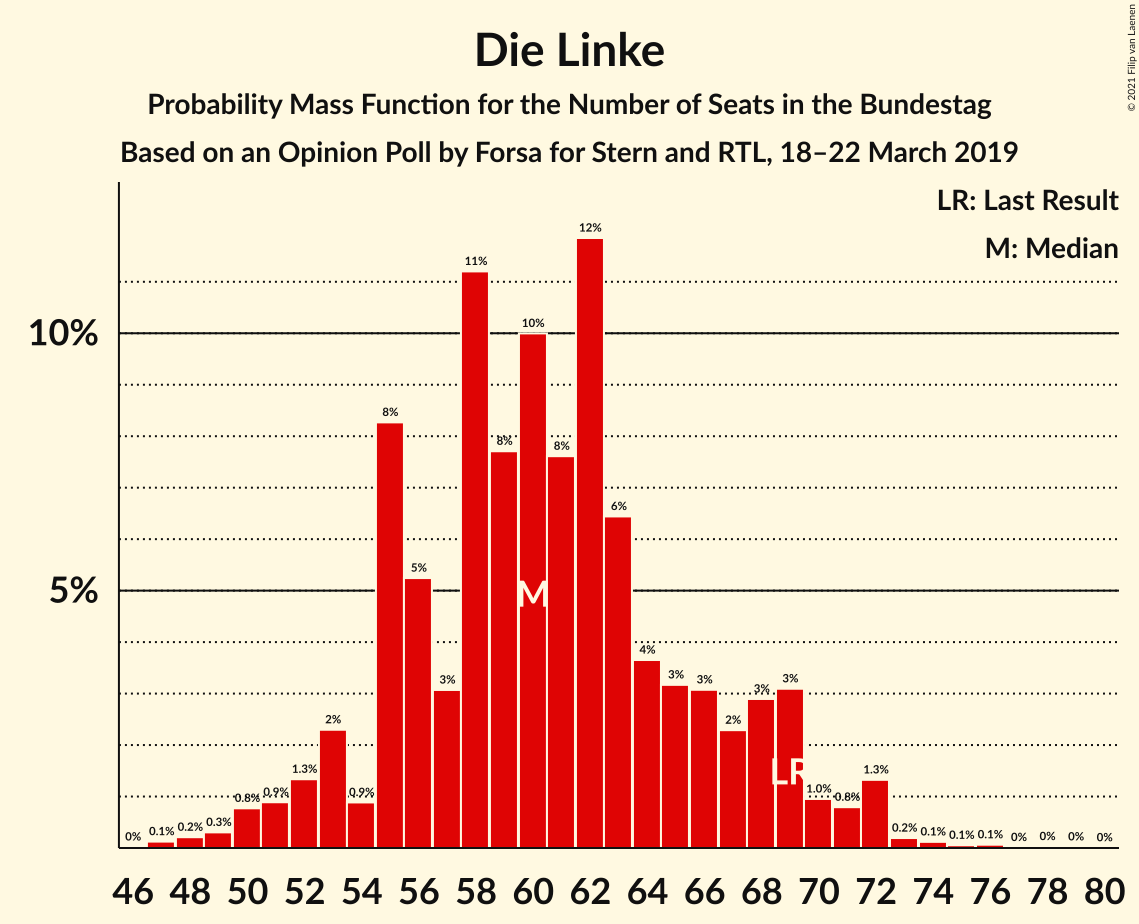 Die Linke
Probability Mass Function for the Number of Seats in the Bundestag
Based on an Opinion Poll by Forsa for Stern and RTL, 18–22 March 2019
© 2021 Filip van Laenen
LR: Last Result
M: Median
10%
5%
0% 0.1% 0.2% 0.3% 0.8% 0.9% 1.3% 2% 0.9% 8% 5% 3% 11% 8% 10% 8% 12% 6% 4% 3% 3% 2% 3% 3% 1.0% 0.8% 1.3% 0.2% 0.1% 0.1% 0.1% 0% 0% 0% 0%
M
LR
46 48 50 52 54 56 58 60 62 64 66 68 70 72 74 76 78 80